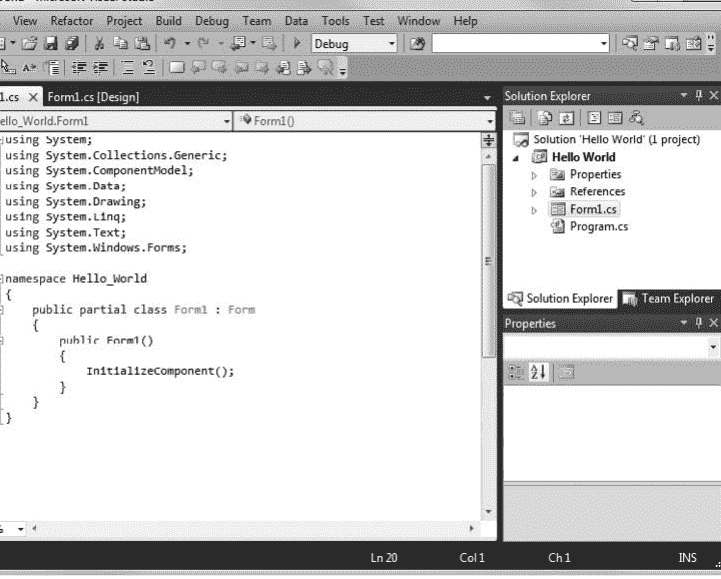 View Refactor Project Build Debug Team Data Tools Test Window Help
Debug
1.cs Form1.cs [Design]
ello_World.Form1 Form1()
using System;
using System.Collections.Generic;
using System.ComponentModel;
using System.Data;
using System.Drawing;
using System.Linq;
using System.Text;
using System.Windows.Forms;
namespace Hello_World
{
public partial class Form1 : Form
{
public Form1()
{
InitializeComponent();
}
}
}
Solution Explorer
Solution 'Hello World' (1 project)
Hello World
Properties
References
Form1.cs
Program.cs
Solution Explorer Team Explorer
Properties
Ln 20 Col 1 Ch 1 INS